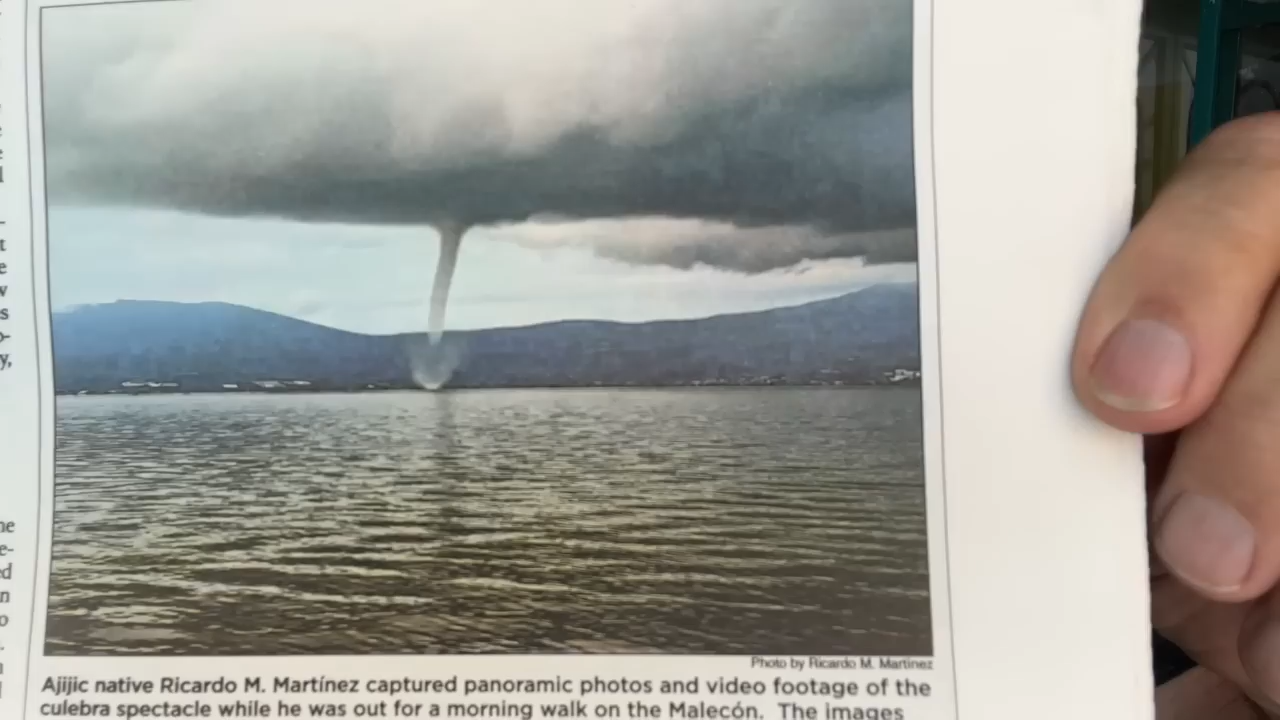 Photo by Ricardo M. Martinez
Ajijic native Ricardo M. Martínez captured panoramic photos and video footage of the
culebra spectacle while he was out for a morning walk on the Malecón. The images